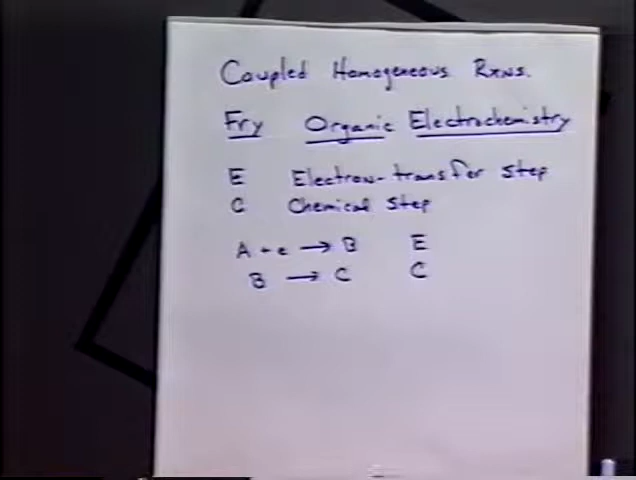 Coupled Homogeneous Rxns.
Fry Organic Electrochemistry
E Electron-transfer step
C Chemical step
A + e → B E
B → C C